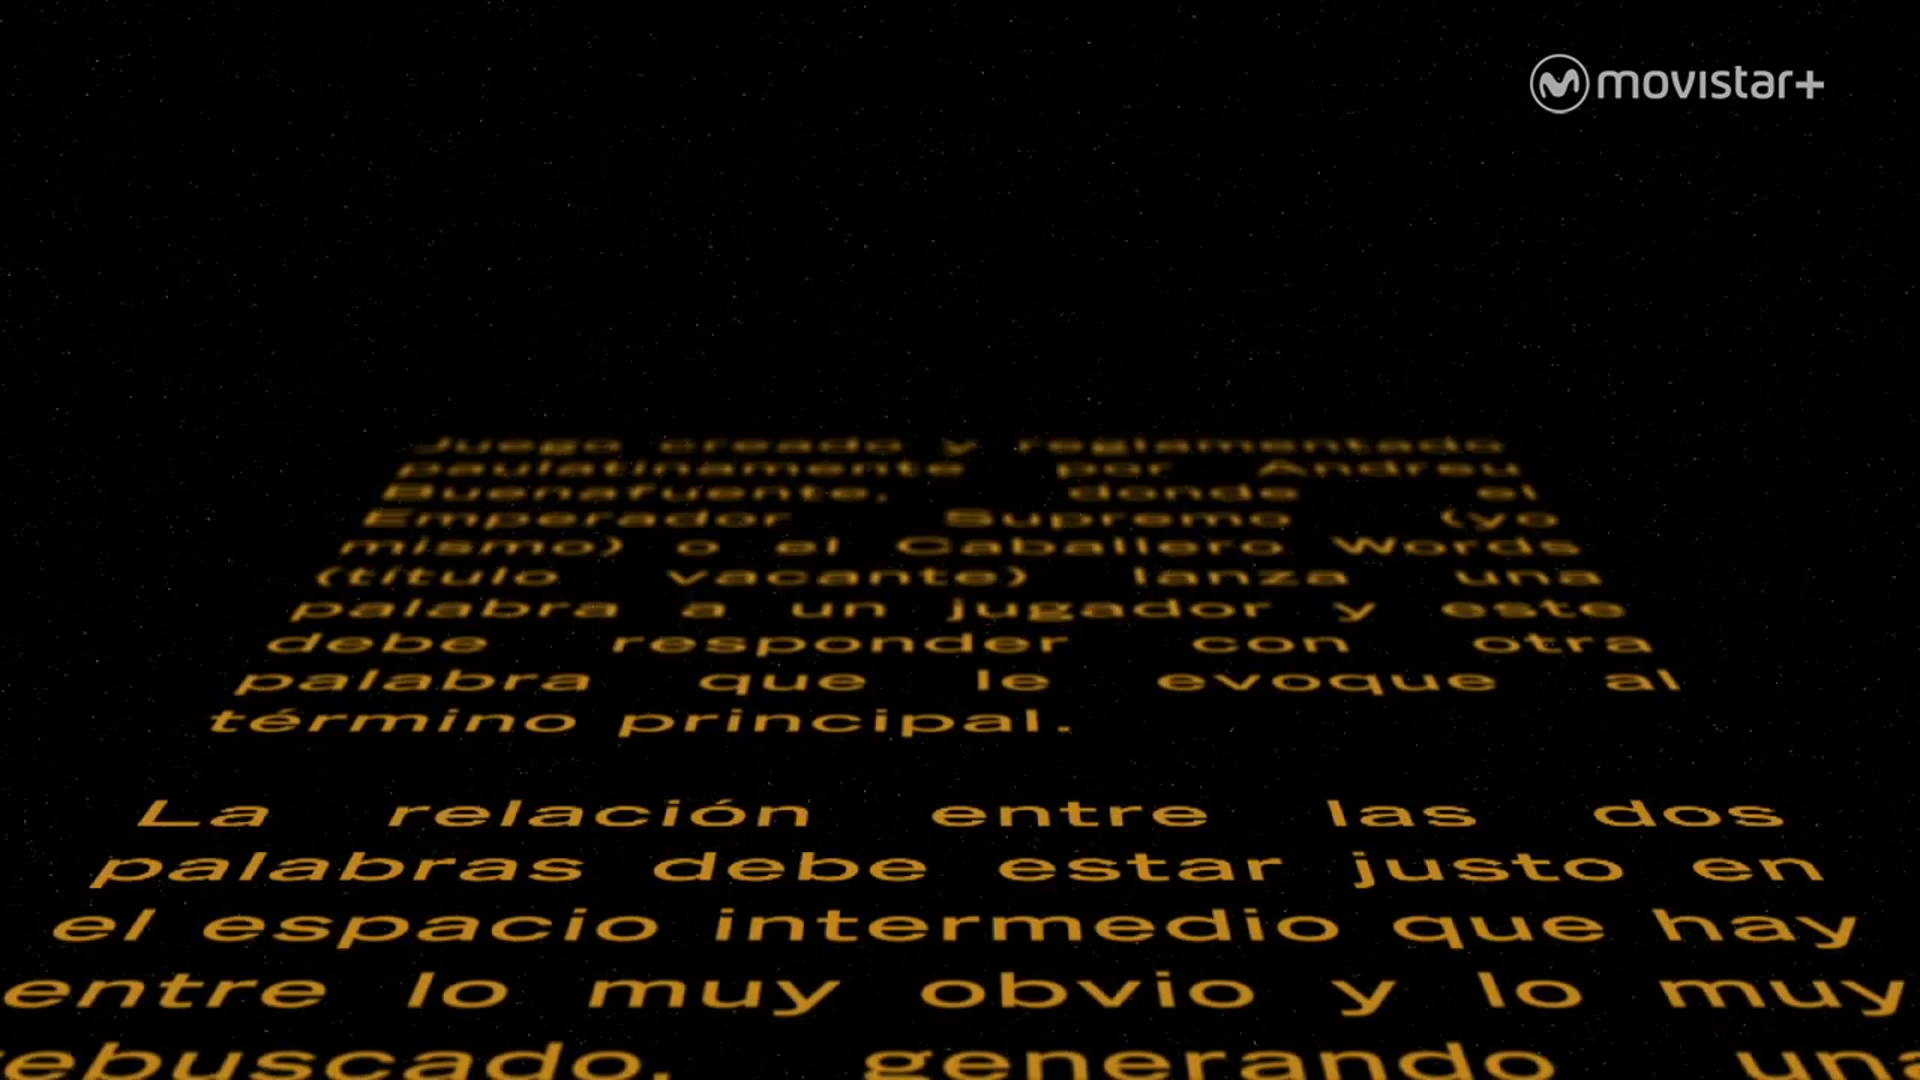 movistar+
Juego creado y reglamentado
paulatinamente por Andreu
Buenafuente, donde el
Emperador Supremo (yo
mismo) o el Caballero Words
(título vacante) lanza una
palabra a un jugador y este
debe responder con otra
palabra que le evoque al
término principal.
La relación entre las dos
palabras debe estar justo en
el espacio intermedio que hay
entre lo muy obvio y lo muy
rebuscado, generando una